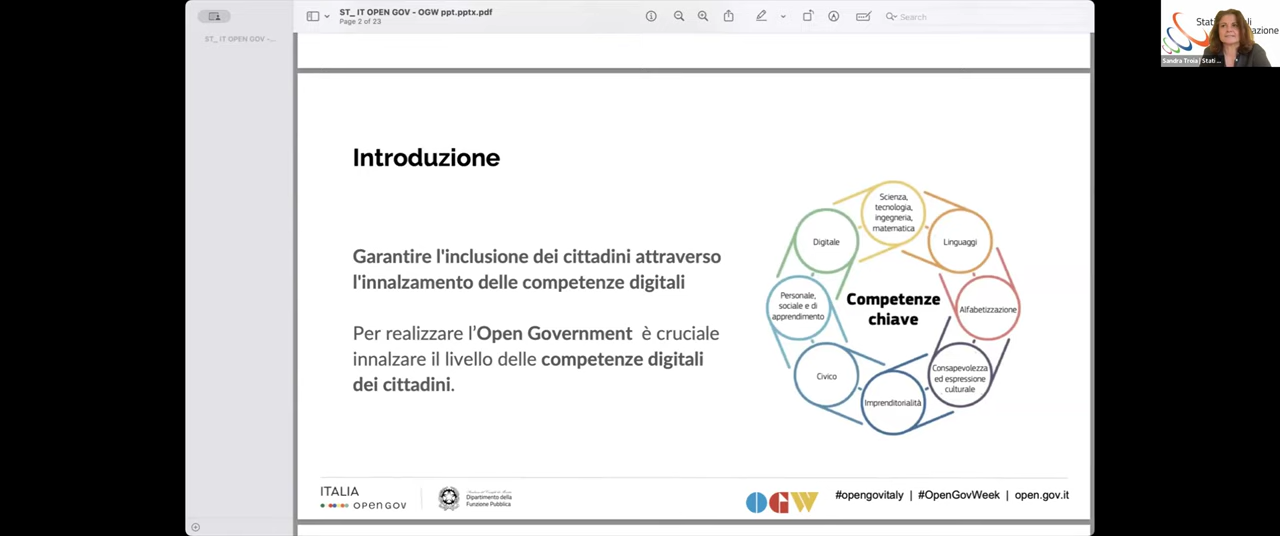 ST_ IT OPEN GOV - OGW ppt.pptx.pdf
Page 2 of 23
Search
ST_ IT OPEN GOV -...
Introduzione
Garantire l'inclusione dei cittadini attraverso
l'innalzamento delle competenze digitali
Per realizzare l'Open Government è cruciale
innalzare il livello delle competenze digitali
dei cittadini.
Competenze
chiave
Scienza,
tecnologia,
ingegneria,
matematica
Linguaggi
Alfabetizzazione
Consapevolezza
ed espressione
culturale
Imprenditorialità
Civico
Personale,
sociale e di
apprendimento
Digitale
ITALIA
OPEN GOV
Dipartimento della
Funzione Pubblica
OGW
#opengovitaly | #OpenGovWeek | open.gov.it
Sandra Troia | Stati ...